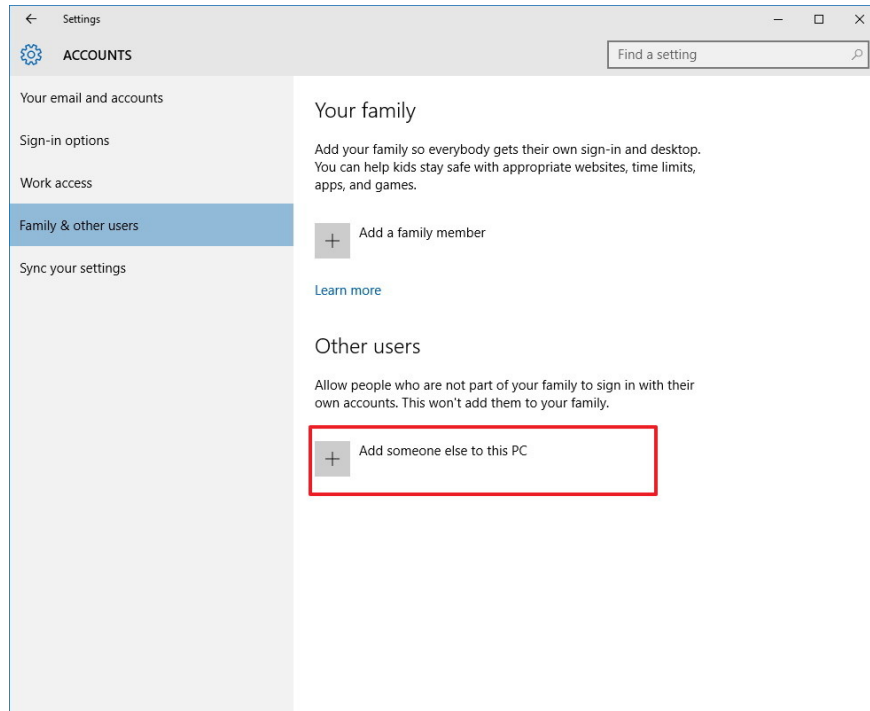 Settings
ACCOUNTS
Find a setting
Your email and accounts
Sign-in options
Work access
Family & other users
Sync your settings
Your family
Add your family so everybody gets their own sign-in and desktop.
You can help kids stay safe with appropriate websites, time limits,
apps, and games.
Add a family member
Learn more
Other users
Allow people who are not part of your family to sign in with their
own accounts. This won't add them to your family.
Add someone else to this PC